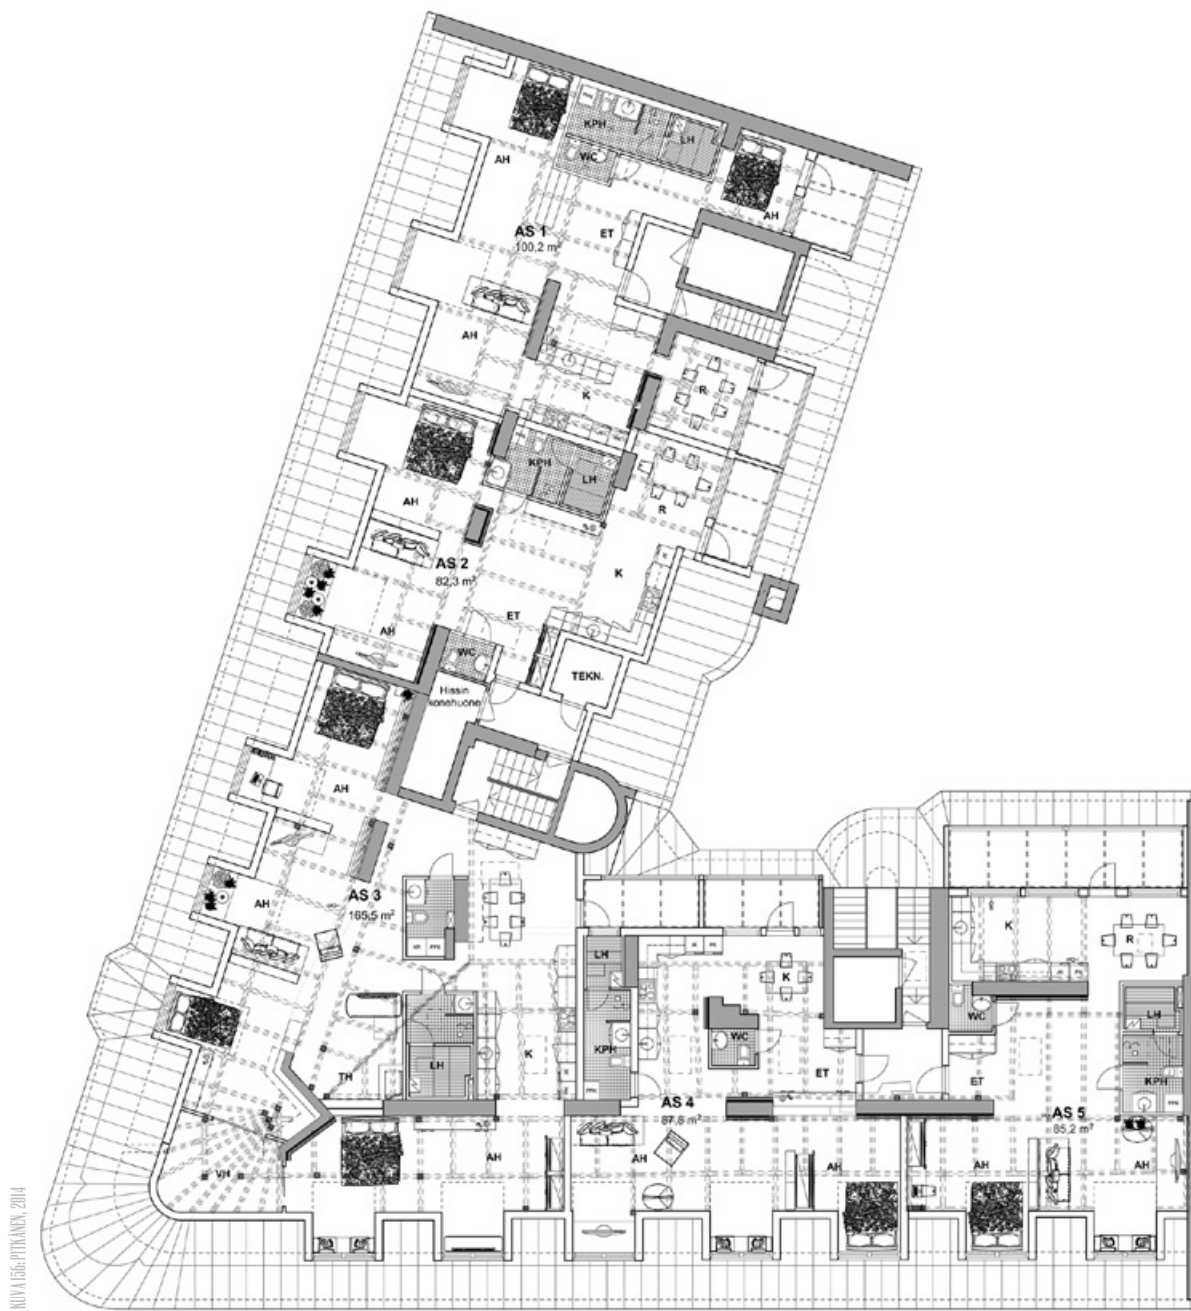 AH
KPH
LH
WC
AH
AS 1
100,2 m²
ET
AH
K
R
KPH
LH
AH
R
AS 2
82,3 m²
K
ET
AH
WC
TEKN.
Hissin
konehuone
AH
AS 3
165,5 m²
AH
KR PPK
LH
K
R
K
WC
LH
WC
KPH
TH
LH
K
ET
ET
KPH
PPK
AS 4
87,8 m²
AS 5
85,2 m²
VH
AH
AH
AH
AH
AH
KUVA 156: PITKÄNEN, 2014